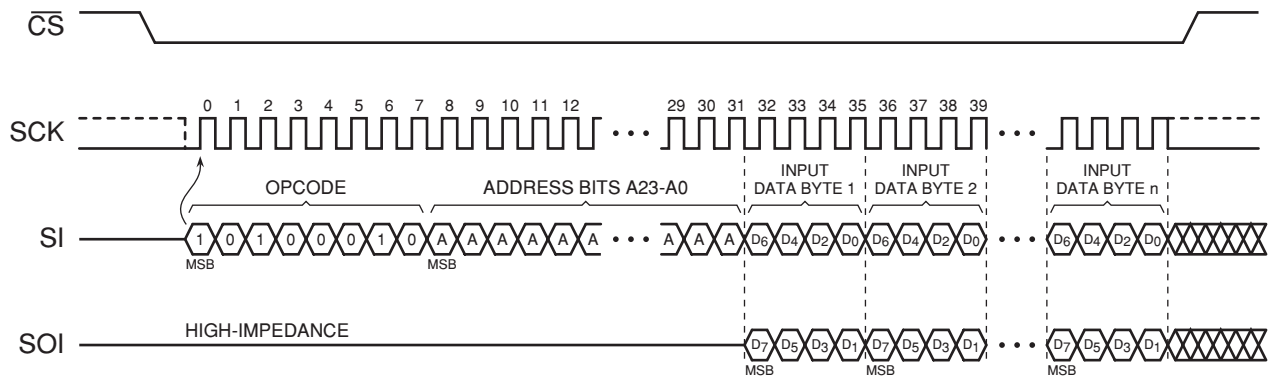 CS
0 1 2 3 4 5 6 7 8 9 10 11 12 29 30 31 32 33 34 35 36 37 38 39
SCK
OPCODE ADDRESS BITS A23-A0 INPUT DATA BYTE 1 INPUT DATA BYTE 2 INPUT DATA BYTE n
SI 1 0 1 0 0 0 1 0 A A A A A A A A A D6 D4 D2 D0 D6 D4 D2 D0 D6 D4 D2 D0
MSB MSB
HIGH-IMPEDANCE
SOI D7 D5 D3 D1 D7 D5 D3 D1 D7 D5 D3 D1
MSB MSB MSB